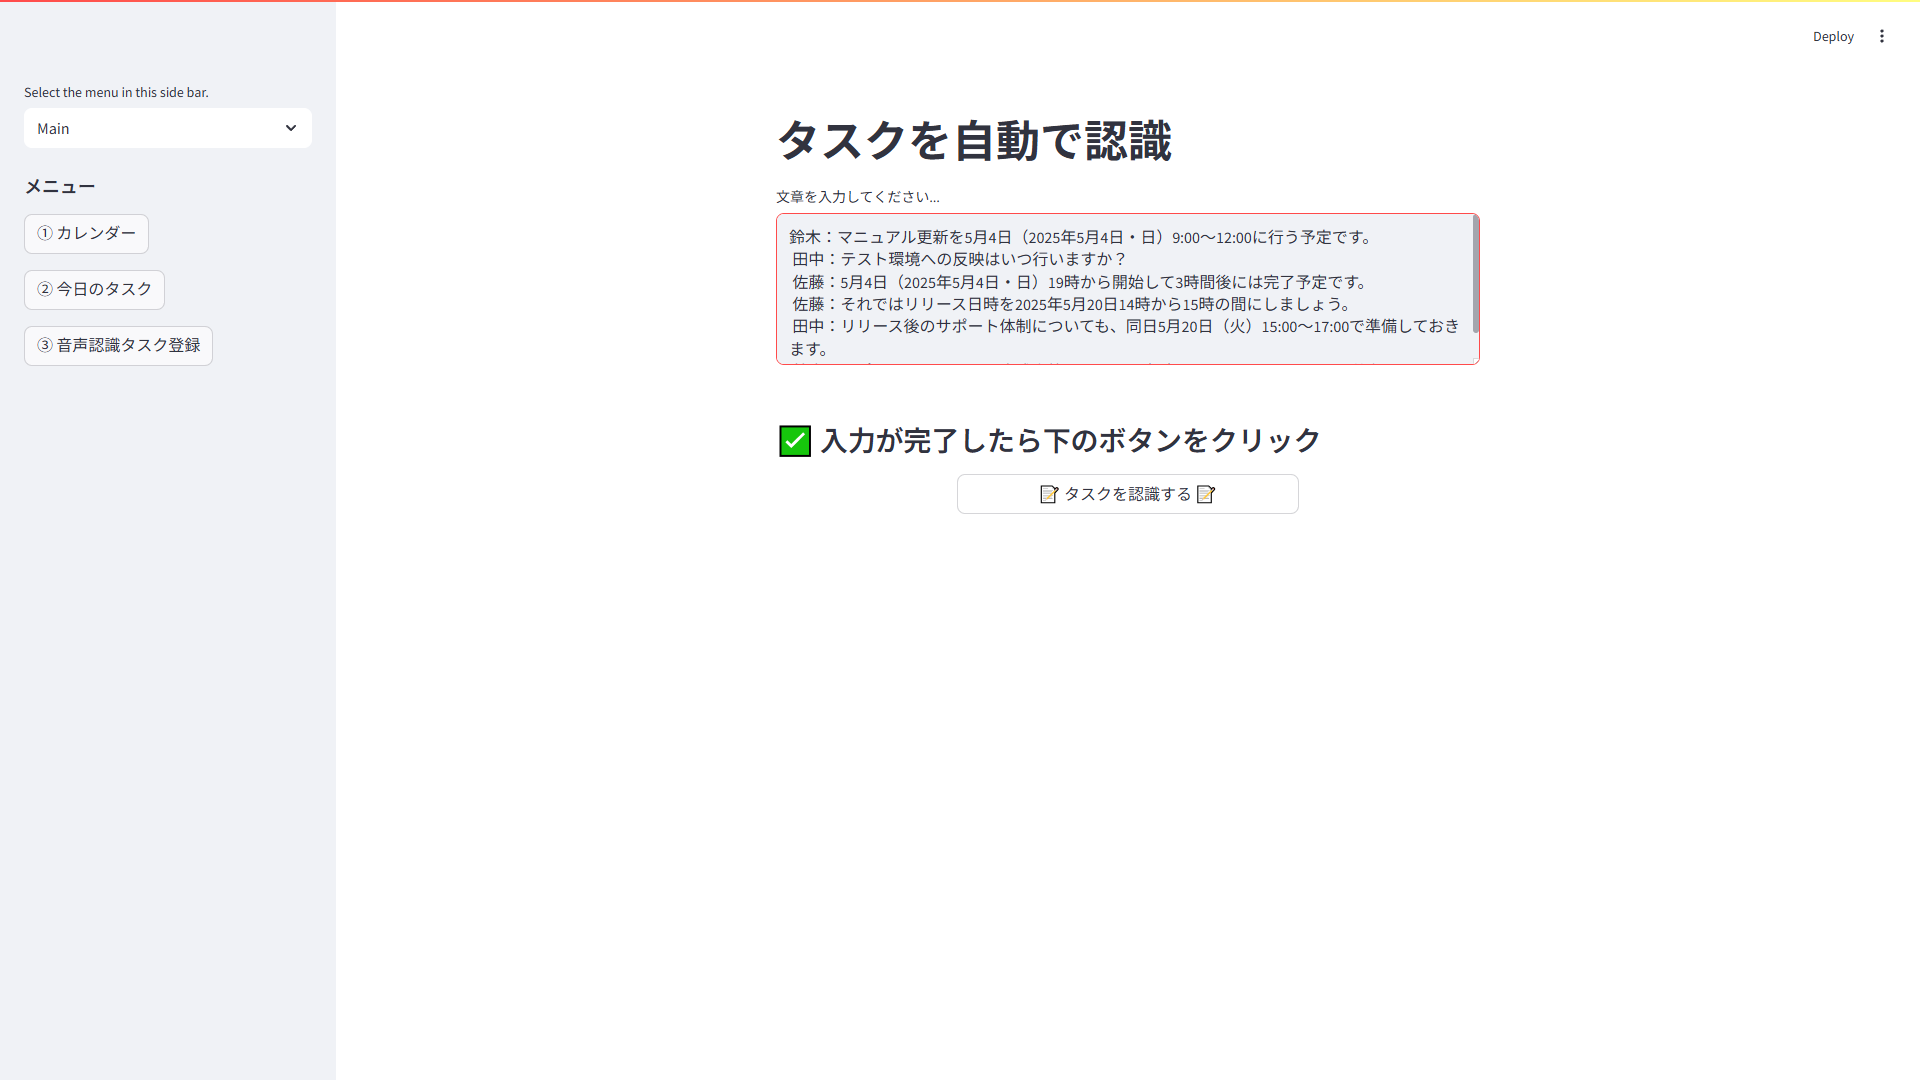 Deploy
Select the menu in this side bar.
Main
メニュー
① カレンダー
② 今日のタスク
③ 音声認識タスク登録
タスクを自動で認識
文章を入力してください...
鈴木：マニュアル更新を5月4日（2025年5月4日・日）9:00〜12:00に行う予定です。
田中：テスト環境への反映はいつ行いますか？
佐藤：5月4日（2025年5月4日・日）19時から開始して3時間後には完了予定です。
佐藤：それではリリース日時を2025年5月20日14時から15時の間にしましょう。
田中：リリース後のサポート体制についても、同日5月20日（火）15:00〜17:00で準備しておき
ます。
✅ 入力が完了したら下のボタンをクリック
📝 タスクを認識する 📝